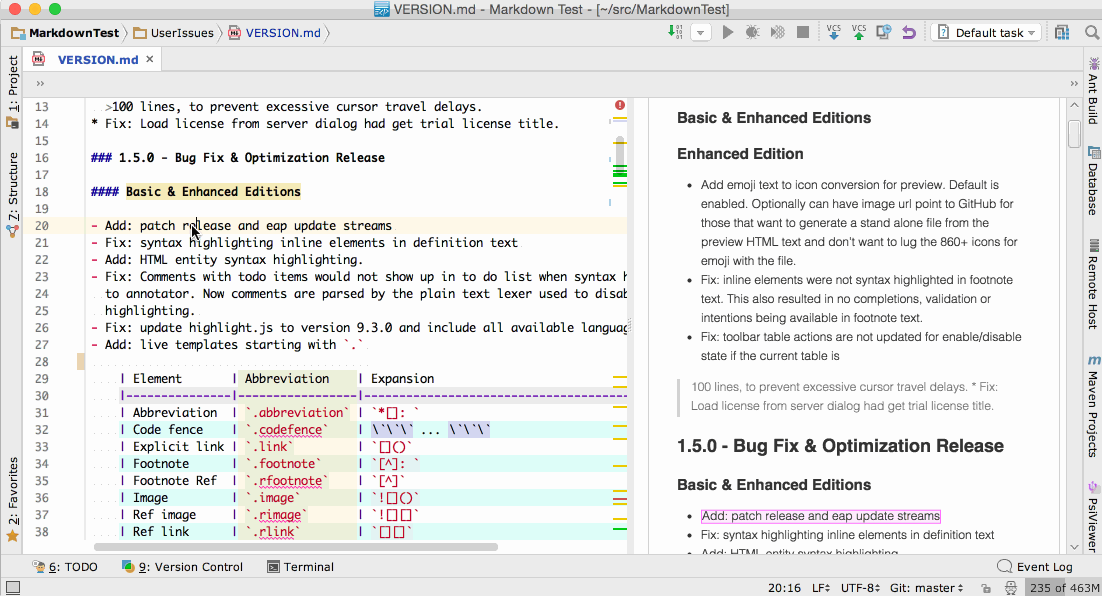 VERSION.md - Markdown Test - [~/src/MarkdownTest]
MarkdownTest UserIssues VERSION.md Default task
VERSION.md
1: Project
7: Structure
2: Favorites
13 >100 lines, to prevent excessive cursor travel delays.
14 * Fix: Load license from server dialog had get trial license title.
15
16 ### 1.5.0 - Bug Fix & Optimization Release
17
18 #### Basic & Enhanced Editions
19
20 - Add: patch release and eap update streams
21 - Fix: syntax highlighting inline elements in definition text
22 - Add: HTML entity syntax highlighting.
23 - Fix: Comments with todo items would not show up in to do list when syntax h
24 to annotator. Now comments are parsed by the plain text lexer used to disab
25 highlighting.
26 - Fix: update highlight.js to version 9.3.0 and include all available languag
27 - Add: live templates starting with `.`
28
29 | Element | Abbreviation | Expansion
30 |---------------|----------------|--------------------------------
31 | Abbreviation | `.abbreviation` | `*[]: `
32 | Code fence | `.codefence` | \`\`\` ... \`\`\`
33 | Explicit link | `.link` | `[]()`
34 | Footnote | `.footnote` | `[^]: `
35 | Footnote Ref | `.rfootnote` | `[^]`
36 | Image | `.image` | `![]()`
37 | Ref image | `.rimage` | `![][]`
38 | Ref link | `.rlink` | `[][]`
Basic & Enhanced Editions
Enhanced Edition
• Add emoji text to icon conversion for preview. Default is
enabled. Optionally can have image url point to GitHub for
those that want to generate a stand alone file from the
preview HTML text and don't want to lug the 860+ icons for
emoji with the file.
• Fix: inline elements were not syntax highlighted in footnote
text. This also resulted in no completions, validation or
intentions being available in footnote text.
• Fix: toolbar table actions are not updated for enable/disable
state if the current table is
100 lines, to prevent excessive cursor travel delays. * Fix:
Load license from server dialog had get trial license title.
1.5.0 - Bug Fix & Optimization Release
Basic & Enhanced Editions
• Add: patch release and eap update streams
• Fix: syntax highlighting inline elements in definition text
• Add: HTML entity syntax highlighting
Ant Build
Database
Remote Host
Maven Projects
PsiViewer
6: TODO 9: Version Control Terminal Event Log
20:16 LF UTF-8 Git: master 235 of 463M